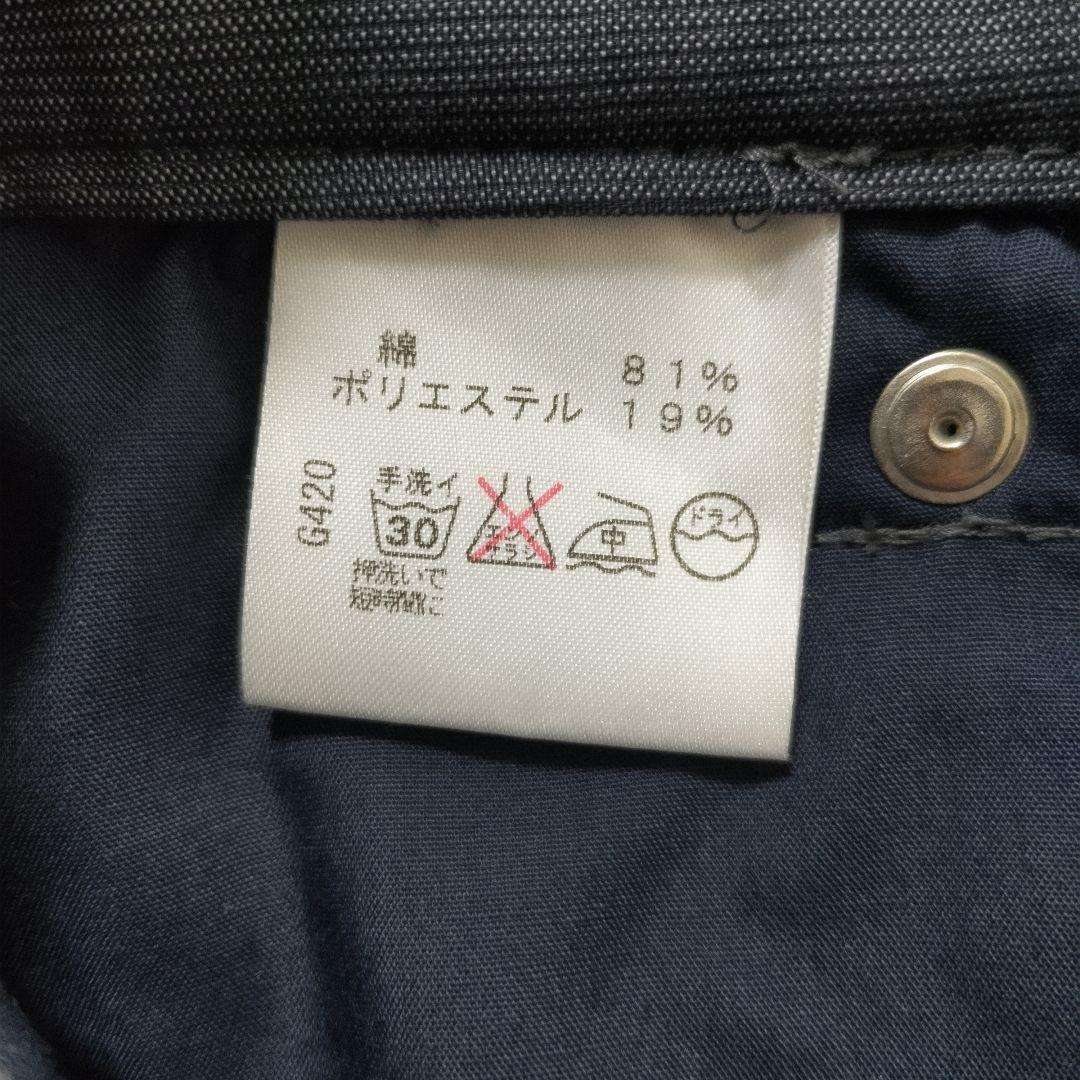 綿 81%
ポリエステル 19%
G420
手洗イ
30
エンソ
サラシ
中
ドライ
押洗いで
短時間に